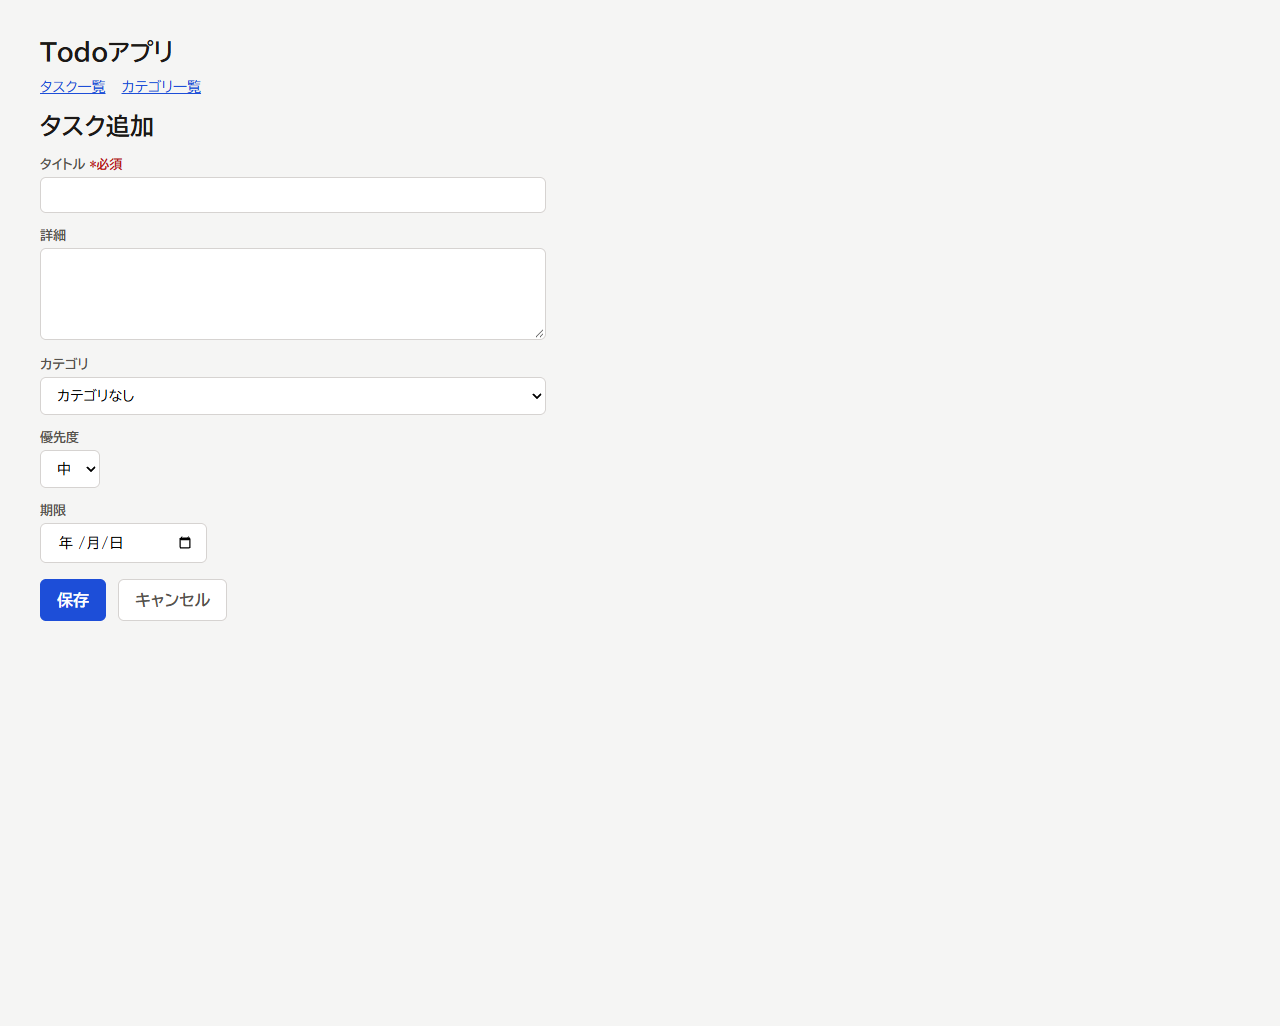 Todoアプリ
タスク一覧 カテゴリ一覧
タスク追加
タイトル *必須
詳細
カテゴリ
カテゴリなし
優先度
中
期限
年 /月/日
保存 キャンセル